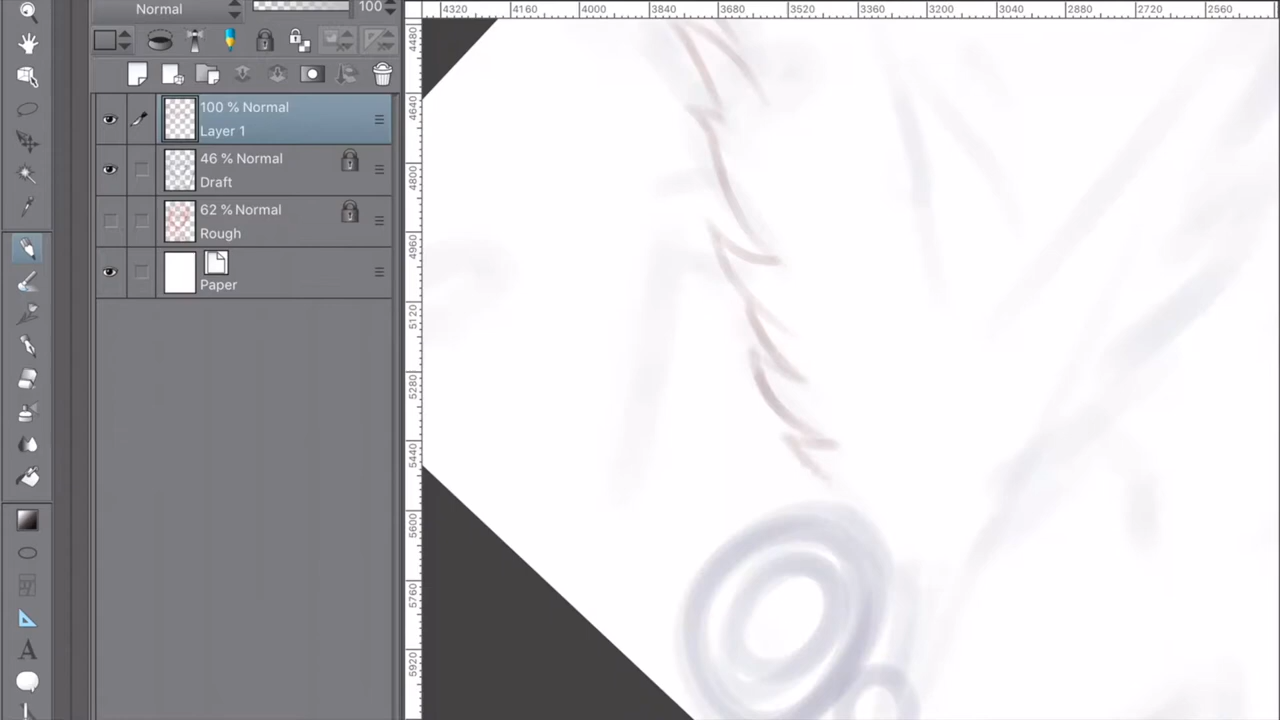 Normal
100
100 % Normal
Layer 1
46 % Normal
Draft
62 % Normal
Rough
Paper
A
4320 4160 4000 3840 3680 3520 3360 3200 3040 2880 2720 2560
4480
4640
4800
4960
5120
5280
5440
5600
5760
5920